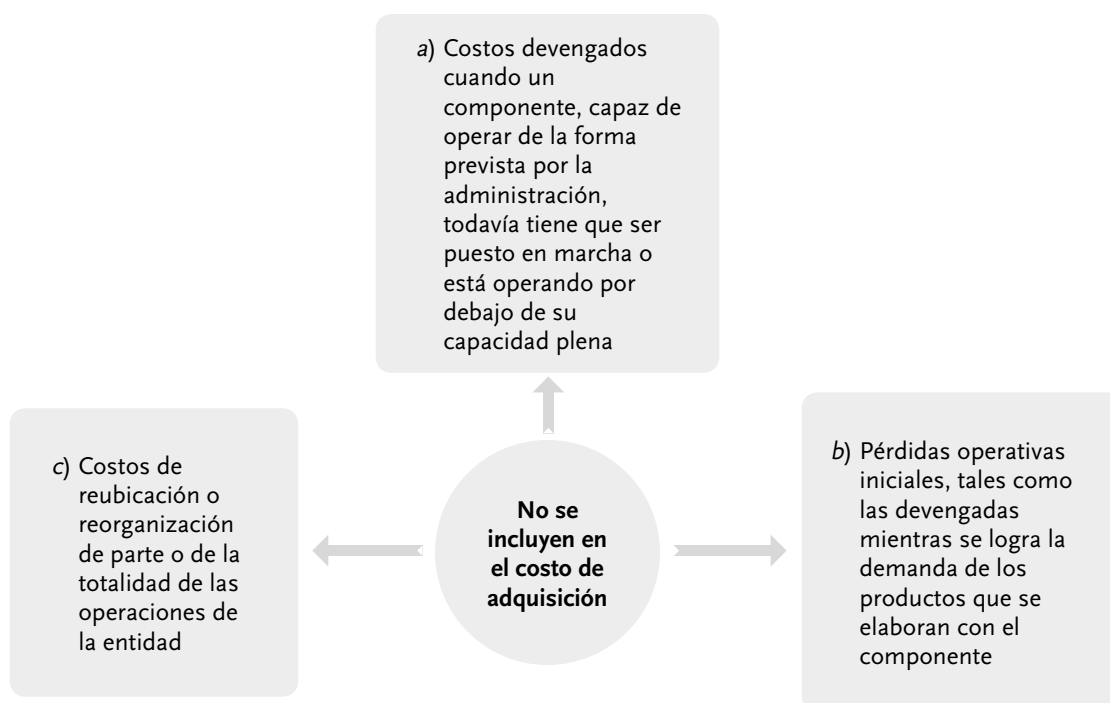 a) Costos devengados
cuando un
componente, capaz de
operar de la forma
prevista por la
administración,
todavía tiene que ser
puesto en marcha o
está operando por
debajo de su
capacidad plena
No se
incluyen en
el costo de
adquisición
b) Pérdidas operativas
iniciales, tales como
las devengadas
mientras se logra la
demanda de los
productos que se
elaboran con el
componente
c) Costos de
reubicación o
reorganización
de parte o de la
totalidad de las
operaciones de
la entidad